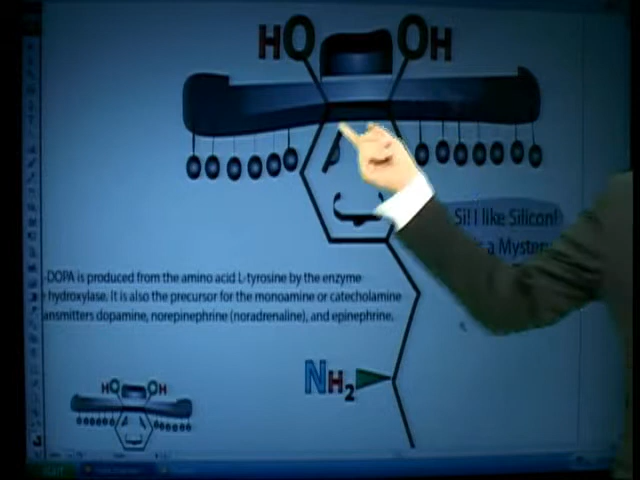 HO OH
Si! I like Silicon!
a Mystery
-DOPA is produced from the amino acid L-tyrosine by the enzyme
hydroxylase. It is also the precursor for the monoamine or catecholamine
ansmitters dopamine, norepinephrine (noradrenaline), and epinephrine.
NH2
HO OH